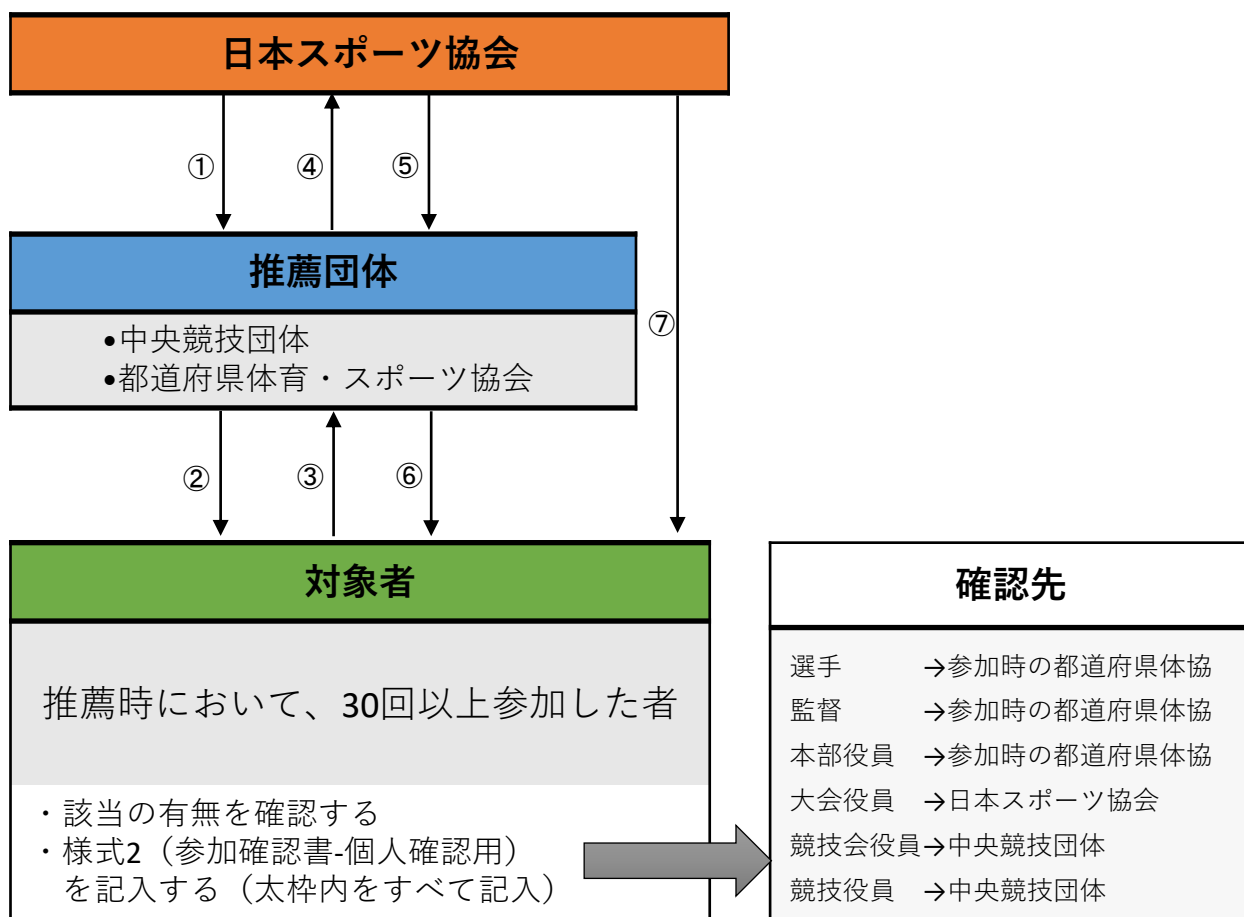 日本スポーツ協会
① ④ ⑤
推薦団体
•中央競技団体
•都道府県体育・スポーツ協会
⑦
② ③ ⑥
対象者
推薦時において、30回以上参加した者
・該当の有無を確認する
・様式2（参加確認書-個人確認用）
を記入する（太枠内をすべて記入）
確認先
選手 →参加時の都道府県体協
監督 →参加時の都道府県体協
本部役員 →参加時の都道府県体協
大会役員 →日本スポーツ協会
競技会役員→中央競技団体
競技役員 →中央競技団体